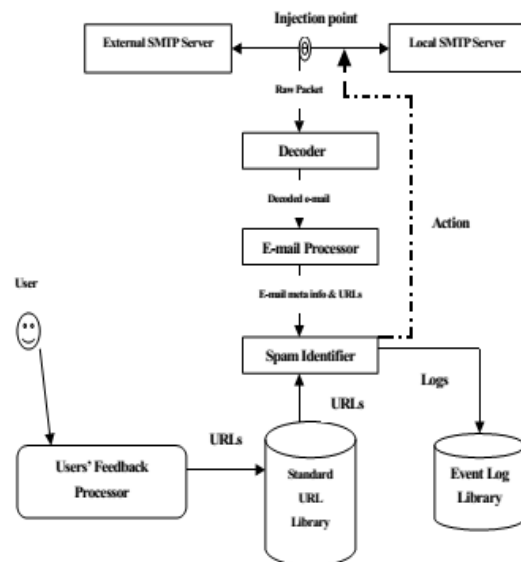 Injection point
External SMTP Server
Local SMTP Server
Raw Packet
Decoder
Decoded e-mail
Action
E-mail Processor
User
E-mail meta info & URLs
Spam Identifier
Logs
URLs
URLs
Users' Feedback
Processor
Standard
URL
Library
Event Log
Library